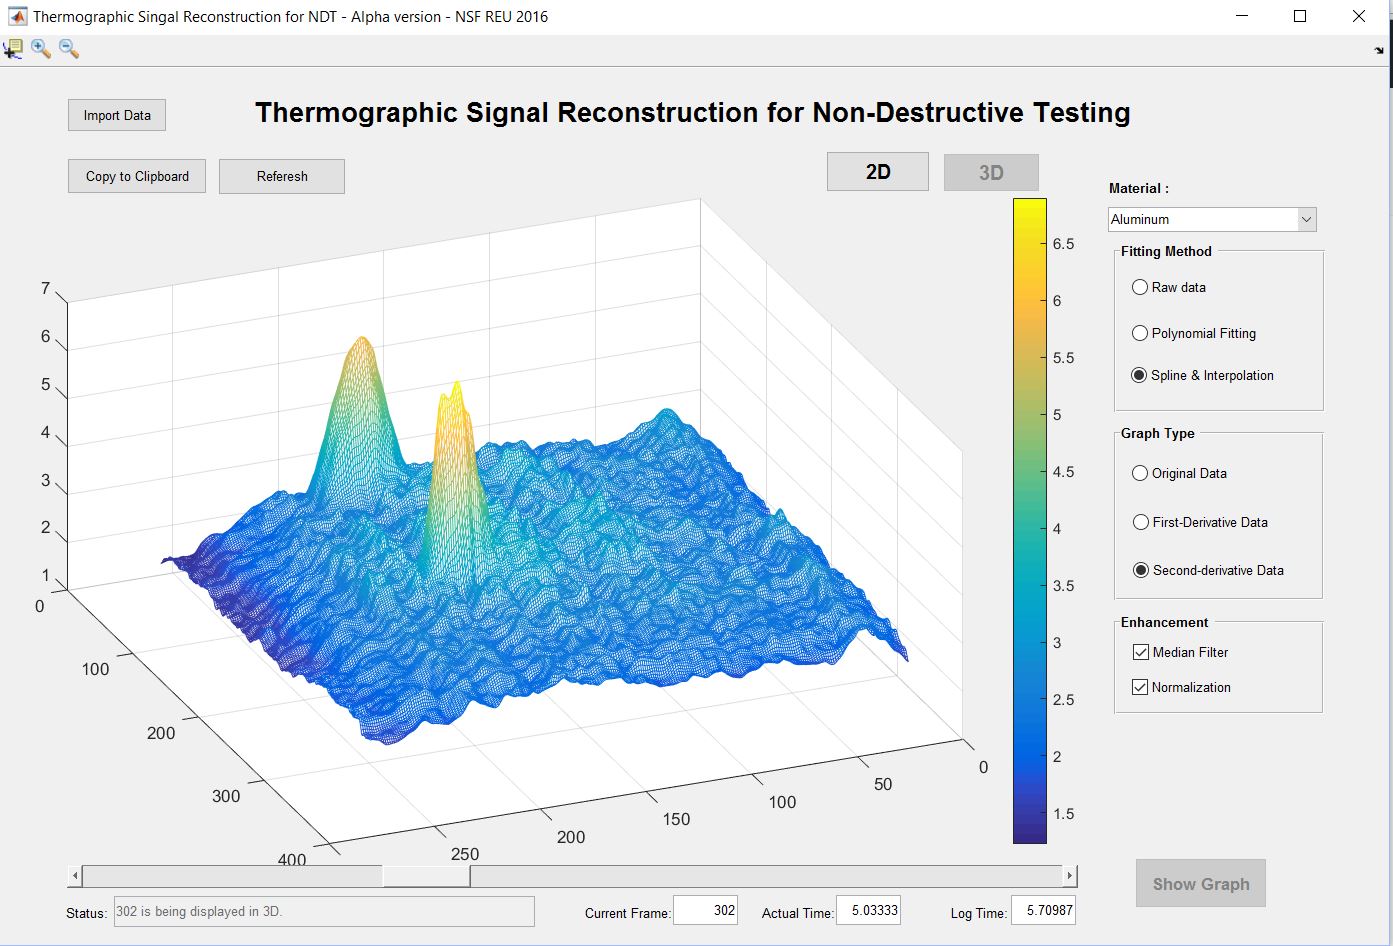 Thermographic Singal Reconstruction for NDT - Alpha version - NSF REU 2016
Import Data
Thermographic Signal Reconstruction for Non-Destructive Testing
Copy to Clipboard
Referesh
2D
3D
Material :
Aluminum
Fitting Method
Raw data
Polynomial Fitting
Spline & Interpolation
Graph Type
Original Data
First-Derivative Data
Second-derivative Data
Enhancement
Median Filter
Normalization
7
6
5
4
3
2
1
0
100
200
300
400
250
200
150
100
50
0
6.5
6
5.5
5
4.5
4
3.5
3
2.5
2
1.5
Show Graph
Status: 302 is being displayed in 3D.
Current Frame: 302
Actual Time: 5.03333
Log Time: 5.70987